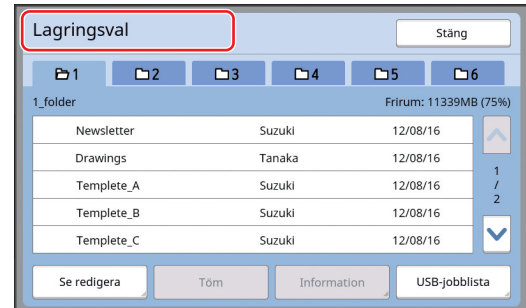 Lagringsval
Stäng
1 2 3 4 5 6
1_folder Frirum: 11339MB (75%)
Newsletter Suzuki 12/08/16
Drawings Tanaka 12/08/16
Templete_A Suzuki 12/08/16
Templete_B Suzuki 12/08/16
Templete_C Suzuki 12/08/16
1
/
2
Se redigera Töm Information USB-jobblista